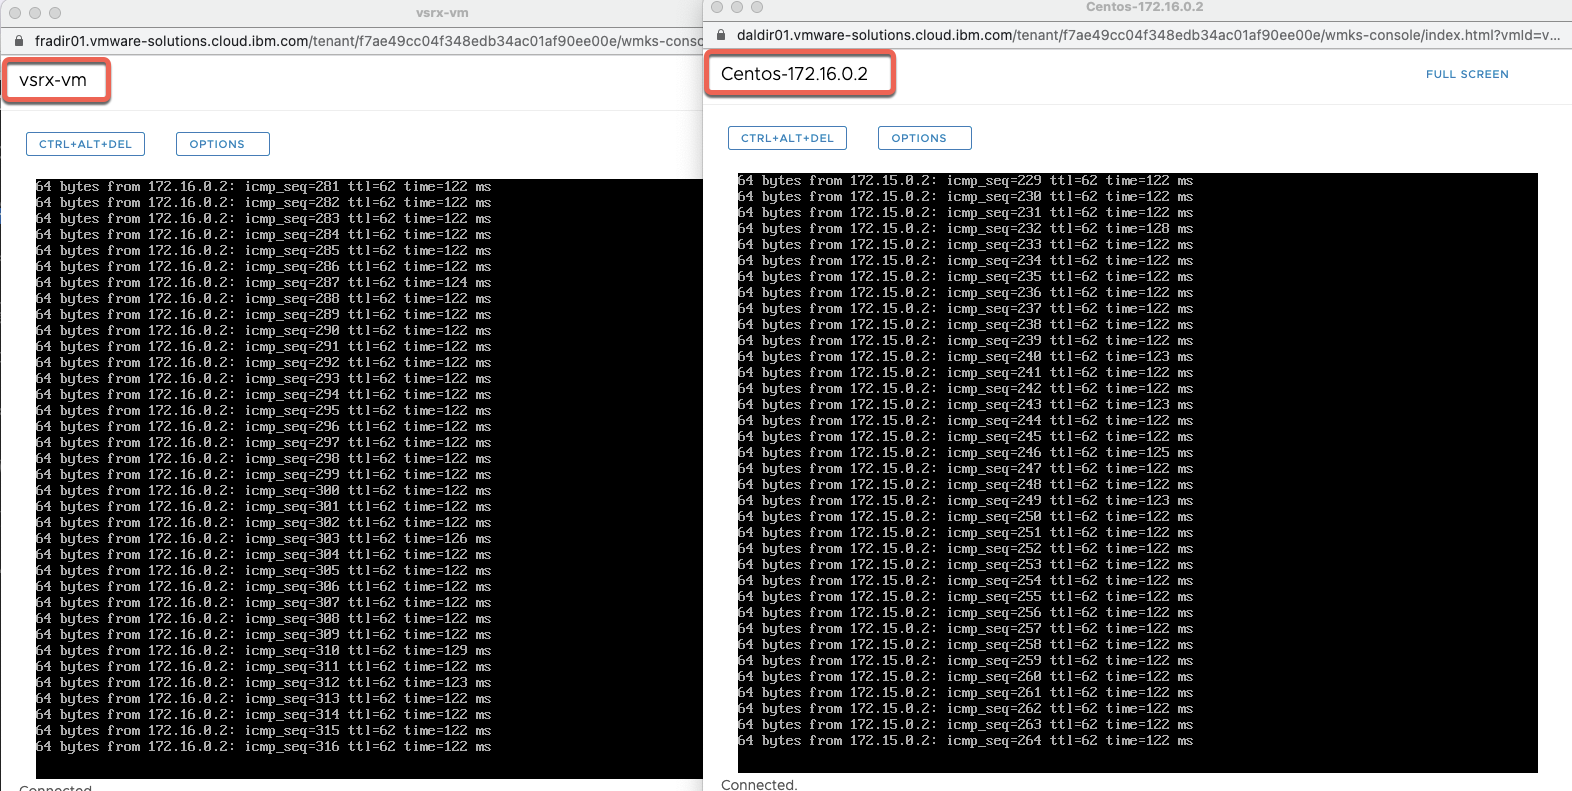 vsrx-vm
fradir01.vmware-solutions.cloud.ibm.com/tenant/f7ae49cc04f348edb34ac01af90ee00e/wmks-conso
vsrx-vm
CTRL+ALT+DEL
OPTIONS
64 bytes from 172.16.0.2: icmp_seq=281 ttl=62 time=122 ms
64 bytes from 172.16.0.2: icmp_seq=282 ttl=62 time=122 ms
64 bytes from 172.16.0.2: icmp_seq=283 ttl=62 time=122 ms
64 bytes from 172.16.0.2: icmp_seq=284 ttl=62 time=122 ms
64 bytes from 172.16.0.2: icmp_seq=285 ttl=62 time=122 ms
64 bytes from 172.16.0.2: icmp_seq=286 ttl=62 time=122 ms
64 bytes from 172.16.0.2: icmp_seq=287 ttl=62 time=124 ms
64 bytes from 172.16.0.2: icmp_seq=288 ttl=62 time=122 ms
64 bytes from 172.16.0.2: icmp_seq=289 ttl=62 time=122 ms
64 bytes from 172.16.0.2: icmp_seq=290 ttl=62 time=122 ms
64 bytes from 172.16.0.2: icmp_seq=291 ttl=62 time=122 ms
64 bytes from 172.16.0.2: icmp_seq=292 ttl=62 time=122 ms
64 bytes from 172.16.0.2: icmp_seq=293 ttl=62 time=122 ms
64 bytes from 172.16.0.2: icmp_seq=294 ttl=62 time=122 ms
64 bytes from 172.16.0.2: icmp_seq=295 ttl=62 time=122 ms
64 bytes from 172.16.0.2: icmp_seq=296 ttl=62 time=122 ms
64 bytes from 172.16.0.2: icmp_seq=297 ttl=62 time=122 ms
64 bytes from 172.16.0.2: icmp_seq=298 ttl=62 time=122 ms
64 bytes from 172.16.0.2: icmp_seq=299 ttl=62 time=122 ms
64 bytes from 172.16.0.2: icmp_seq=300 ttl=62 time=122 ms
64 bytes from 172.16.0.2: icmp_seq=301 ttl=62 time=122 ms
64 bytes from 172.16.0.2: icmp_seq=302 ttl=62 time=122 ms
64 bytes from 172.16.0.2: icmp_seq=303 ttl=62 time=126 ms
64 bytes from 172.16.0.2: icmp_seq=304 ttl=62 time=122 ms
64 bytes from 172.16.0.2: icmp_seq=305 ttl=62 time=122 ms
64 bytes from 172.16.0.2: icmp_seq=306 ttl=62 time=122 ms
64 bytes from 172.16.0.2: icmp_seq=307 ttl=62 time=122 ms
64 bytes from 172.16.0.2: icmp_seq=308 ttl=62 time=122 ms
64 bytes from 172.16.0.2: icmp_seq=309 ttl=62 time=122 ms
64 bytes from 172.16.0.2: icmp_seq=310 ttl=62 time=129 ms
64 bytes from 172.16.0.2: icmp_seq=311 ttl=62 time=122 ms
64 bytes from 172.16.0.2: icmp_seq=312 ttl=62 time=123 ms
64 bytes from 172.16.0.2: icmp_seq=313 ttl=62 time=122 ms
64 bytes from 172.16.0.2: icmp_seq=314 ttl=62 time=122 ms
64 bytes from 172.16.0.2: icmp_seq=315 ttl=62 time=122 ms
64 bytes from 172.16.0.2: icmp_seq=316 ttl=62 time=122 ms
Connected.
Centos-172.16.0.2
daldir01.vmware-solutions.cloud.ibm.com/tenant/f7ae49cc04f348edb34ac01af90ee00e/wmks-console/index.html?vmId=v...
Centos-172.16.0.2
FULL SCREEN
CTRL+ALT+DEL
OPTIONS
64 bytes from 172.15.0.2: icmp_seq=229 ttl=62 time=122 ms
64 bytes from 172.15.0.2: icmp_seq=230 ttl=62 time=122 ms
64 bytes from 172.15.0.2: icmp_seq=231 ttl=62 time=122 ms
64 bytes from 172.15.0.2: icmp_seq=232 ttl=62 time=128 ms
64 bytes from 172.15.0.2: icmp_seq=233 ttl=62 time=122 ms
64 bytes from 172.15.0.2: icmp_seq=234 ttl=62 time=122 ms
64 bytes from 172.15.0.2: icmp_seq=235 ttl=62 time=122 ms
64 bytes from 172.15.0.2: icmp_seq=236 ttl=62 time=122 ms
64 bytes from 172.15.0.2: icmp_seq=237 ttl=62 time=122 ms
64 bytes from 172.15.0.2: icmp_seq=238 ttl=62 time=122 ms
64 bytes from 172.15.0.2: icmp_seq=239 ttl=62 time=122 ms
64 bytes from 172.15.0.2: icmp_seq=240 ttl=62 time=123 ms
64 bytes from 172.15.0.2: icmp_seq=241 ttl=62 time=122 ms
64 bytes from 172.15.0.2: icmp_seq=242 ttl=62 time=122 ms
64 bytes from 172.15.0.2: icmp_seq=243 ttl=62 time=123 ms
64 bytes from 172.15.0.2: icmp_seq=244 ttl=62 time=122 ms
64 bytes from 172.15.0.2: icmp_seq=245 ttl=62 time=122 ms
64 bytes from 172.15.0.2: icmp_seq=246 ttl=62 time=125 ms
64 bytes from 172.15.0.2: icmp_seq=247 ttl=62 time=122 ms
64 bytes from 172.15.0.2: icmp_seq=248 ttl=62 time=122 ms
64 bytes from 172.15.0.2: icmp_seq=249 ttl=62 time=123 ms
64 bytes from 172.15.0.2: icmp_seq=250 ttl=62 time=122 ms
64 bytes from 172.15.0.2: icmp_seq=251 ttl=62 time=122 ms
64 bytes from 172.15.0.2: icmp_seq=252 ttl=62 time=122 ms
64 bytes from 172.15.0.2: icmp_seq=253 ttl=62 time=122 ms
64 bytes from 172.15.0.2: icmp_seq=254 ttl=62 time=122 ms
64 bytes from 172.15.0.2: icmp_seq=255 ttl=62 time=122 ms
64 bytes from 172.15.0.2: icmp_seq=256 ttl=62 time=122 ms
64 bytes from 172.15.0.2: icmp_seq=257 ttl=62 time=122 ms
64 bytes from 172.15.0.2: icmp_seq=258 ttl=62 time=122 ms
64 bytes from 172.15.0.2: icmp_seq=259 ttl=62 time=122 ms
64 bytes from 172.15.0.2: icmp_seq=260 ttl=62 time=122 ms
64 bytes from 172.15.0.2: icmp_seq=261 ttl=62 time=122 ms
64 bytes from 172.15.0.2: icmp_seq=262 ttl=62 time=122 ms
64 bytes from 172.15.0.2: icmp_seq=263 ttl=62 time=122 ms
64 bytes from 172.15.0.2: icmp_seq=264 ttl=62 time=122 ms
Connected.